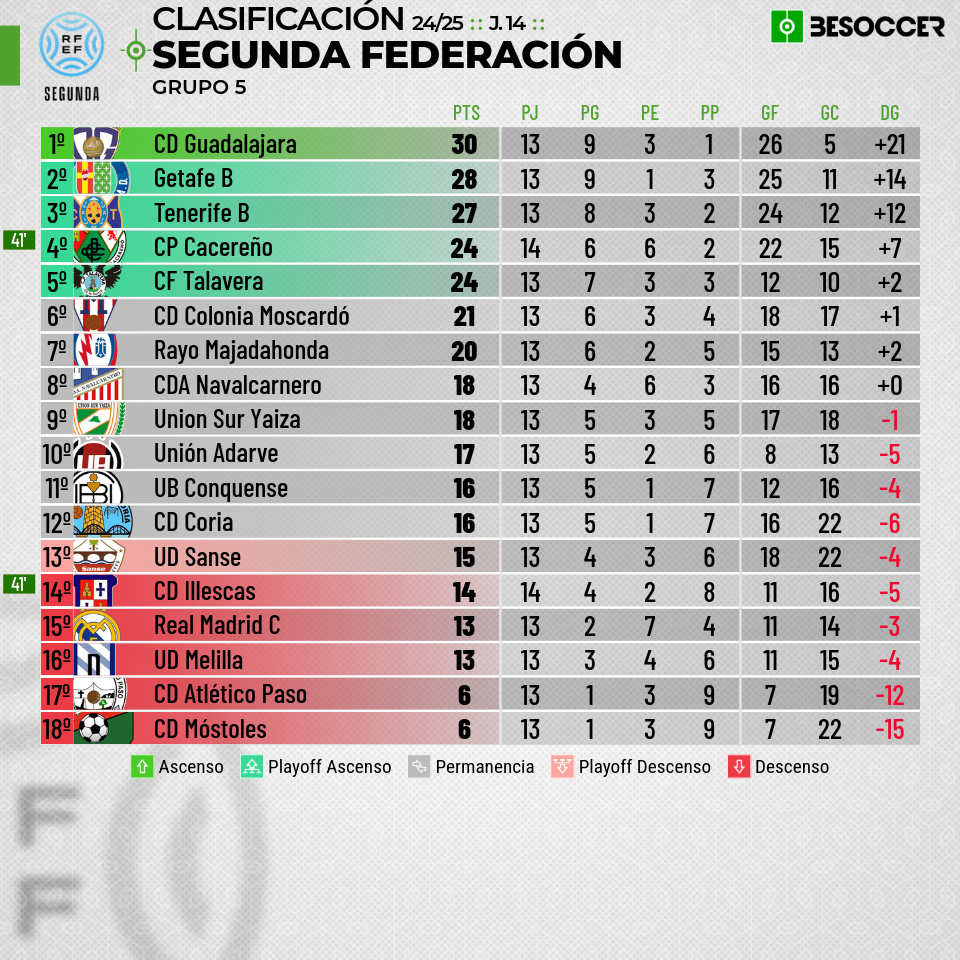 CLASIFICACIÓN 24/25 :: J. 14 ::
SEGUNDA FEDERACIÓN
GRUPO 5
RF
EF
SEGUNDA
BESOCCER
PTS PJ PG PE PP GF GC DG
1º CD Guadalajara 30 13 9 3 1 26 5 +21
2º Getafe B 28 13 9 1 3 25 11 +14
3º Tenerife B 27 13 8 3 2 24 12 +12
41' 4º CP Cacereño 24 14 6 6 2 22 15 +7
5º CF Talavera 24 13 7 3 3 12 10 +2
6º CD Colonia Moscardó 21 13 6 3 4 18 17 +1
7º Rayo Majadahonda 20 13 6 2 5 15 13 +2
8º CDA Navalcarnero 18 13 4 6 3 16 16 +0
9º Union Sur Yaiza 18 13 5 3 5 17 18 -1
10º Unión Adarve 17 13 5 2 6 8 13 -5
11º UB Conquense 16 13 5 1 7 12 16 -4
12º CD Coria 16 13 5 1 7 16 22 -6
13º UD Sanse 15 13 4 3 6 18 22 -4
41' 14º CD Illescas 14 14 4 2 8 11 16 -5
15º Real Madrid C 13 13 2 7 4 11 14 -3
16º UD Melilla 13 13 3 4 6 11 15 -4
17º CD Atlético Paso 6 13 1 3 9 7 19 -12
18º CD Móstoles 6 13 1 3 9 7 22 -15
Ascenso Playoff Ascenso Permanencia Playoff Descenso Descenso
F
F